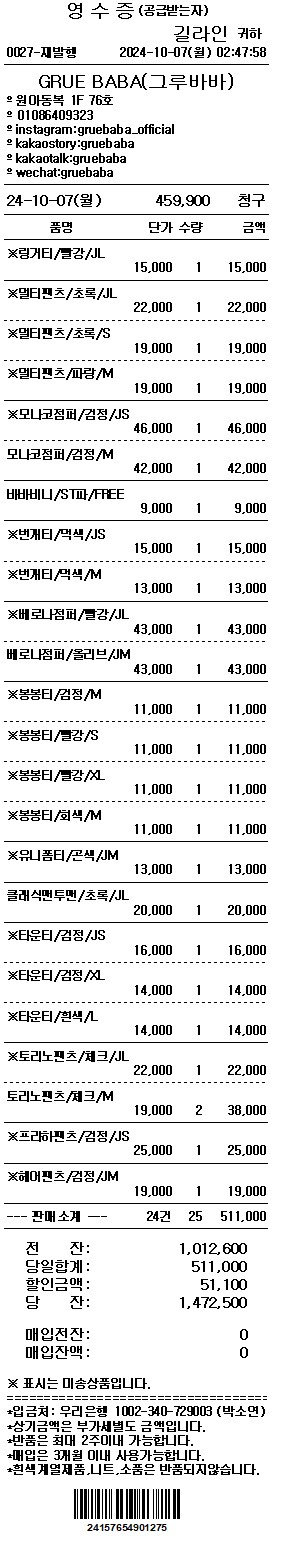 영 수 증 (공급받는자)
길라인 귀하
0027-재발행 2024-10-07(월) 02:47:58
GRUE BABA(그루바바)
º 원아동복 1F 76호
º 01086409323
º instagram:gruebaba_official
º kakaostory:gruebaba
º kakaotalk:gruebaba
º wechat:gruebaba
24-10-07(월) 459,900 청구
품명 단가 수량 금액
※링거티/빨강/JL
15,000 1 15,000
※멀티팬츠/초록/JL
22,000 1 22,000
※멀티팬츠/초록/S
19,000 1 19,000
※멀티팬츠/파랑/M
19,000 1 19,000
※모나코점퍼/검정/JS
46,000 1 46,000
모나코점퍼/검정/M
42,000 1 42,000
바바비니/ST파/FREE
9,000 1 9,000
※번개티/먹색/JS
15,000 1 15,000
※번개티/먹색/M
13,000 1 13,000
※베로나점퍼/빨강/JL
43,000 1 43,000
베로나점퍼/올리브/JM
43,000 1 43,000
※봉봉티/검정/M
11,000 1 11,000
※봉봉티/빨강/S
11,000 1 11,000
※봉봉티/빨강/XL
11,000 1 11,000
※봉봉티/회색/M
11,000 1 11,000
※유니폼티/곤색/JM
13,000 1 13,000
클래식맨투맨/초록/JL
20,000 1 20,000
※타운티/검정/JS
16,000 1 16,000
※타운티/검정/XL
14,000 1 14,000
※타운티/흰색/L
14,000 1 14,000
※토리노팬츠/체크/JL
22,000 1 22,000
토리노팬츠/체크/M
19,000 2 38,000
※프라하팬츠/검정/JS
25,000 1 25,000
※헤어팬츠/검정/JM
19,000 1 19,000
--- 판매소계 --- 24건 25 511,000
전 잔: 1,012,600
당일합계: 511,000
할인금액: 51,100
당 잔: 1,472,500
매입전잔: 0
매입잔액: 0
※ 표시는 미송상품입니다.
*입금처: 우리은행 1002-340-729003 (박소연)
*상기금액은 부가세별도 금액입니다.
*반품은 최대 2주이내 가능합니다.
*매입은 3개월 이내 사용가능합니다.
*흰색계열제품,니트,소품은 반품되지않습니다.
24157654901275